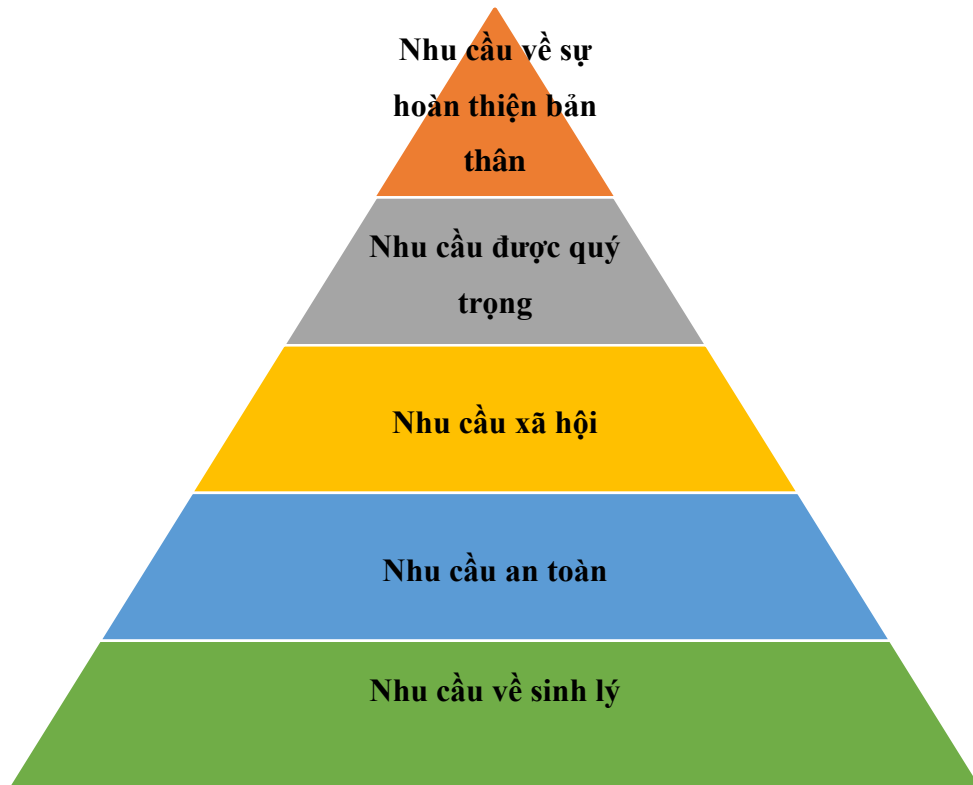 Nhu cầu về sự
hoàn thiện bản
thân
Nhu cầu được quý
trọng
Nhu cầu xã hội
Nhu cầu an toàn
Nhu cầu về sinh lý